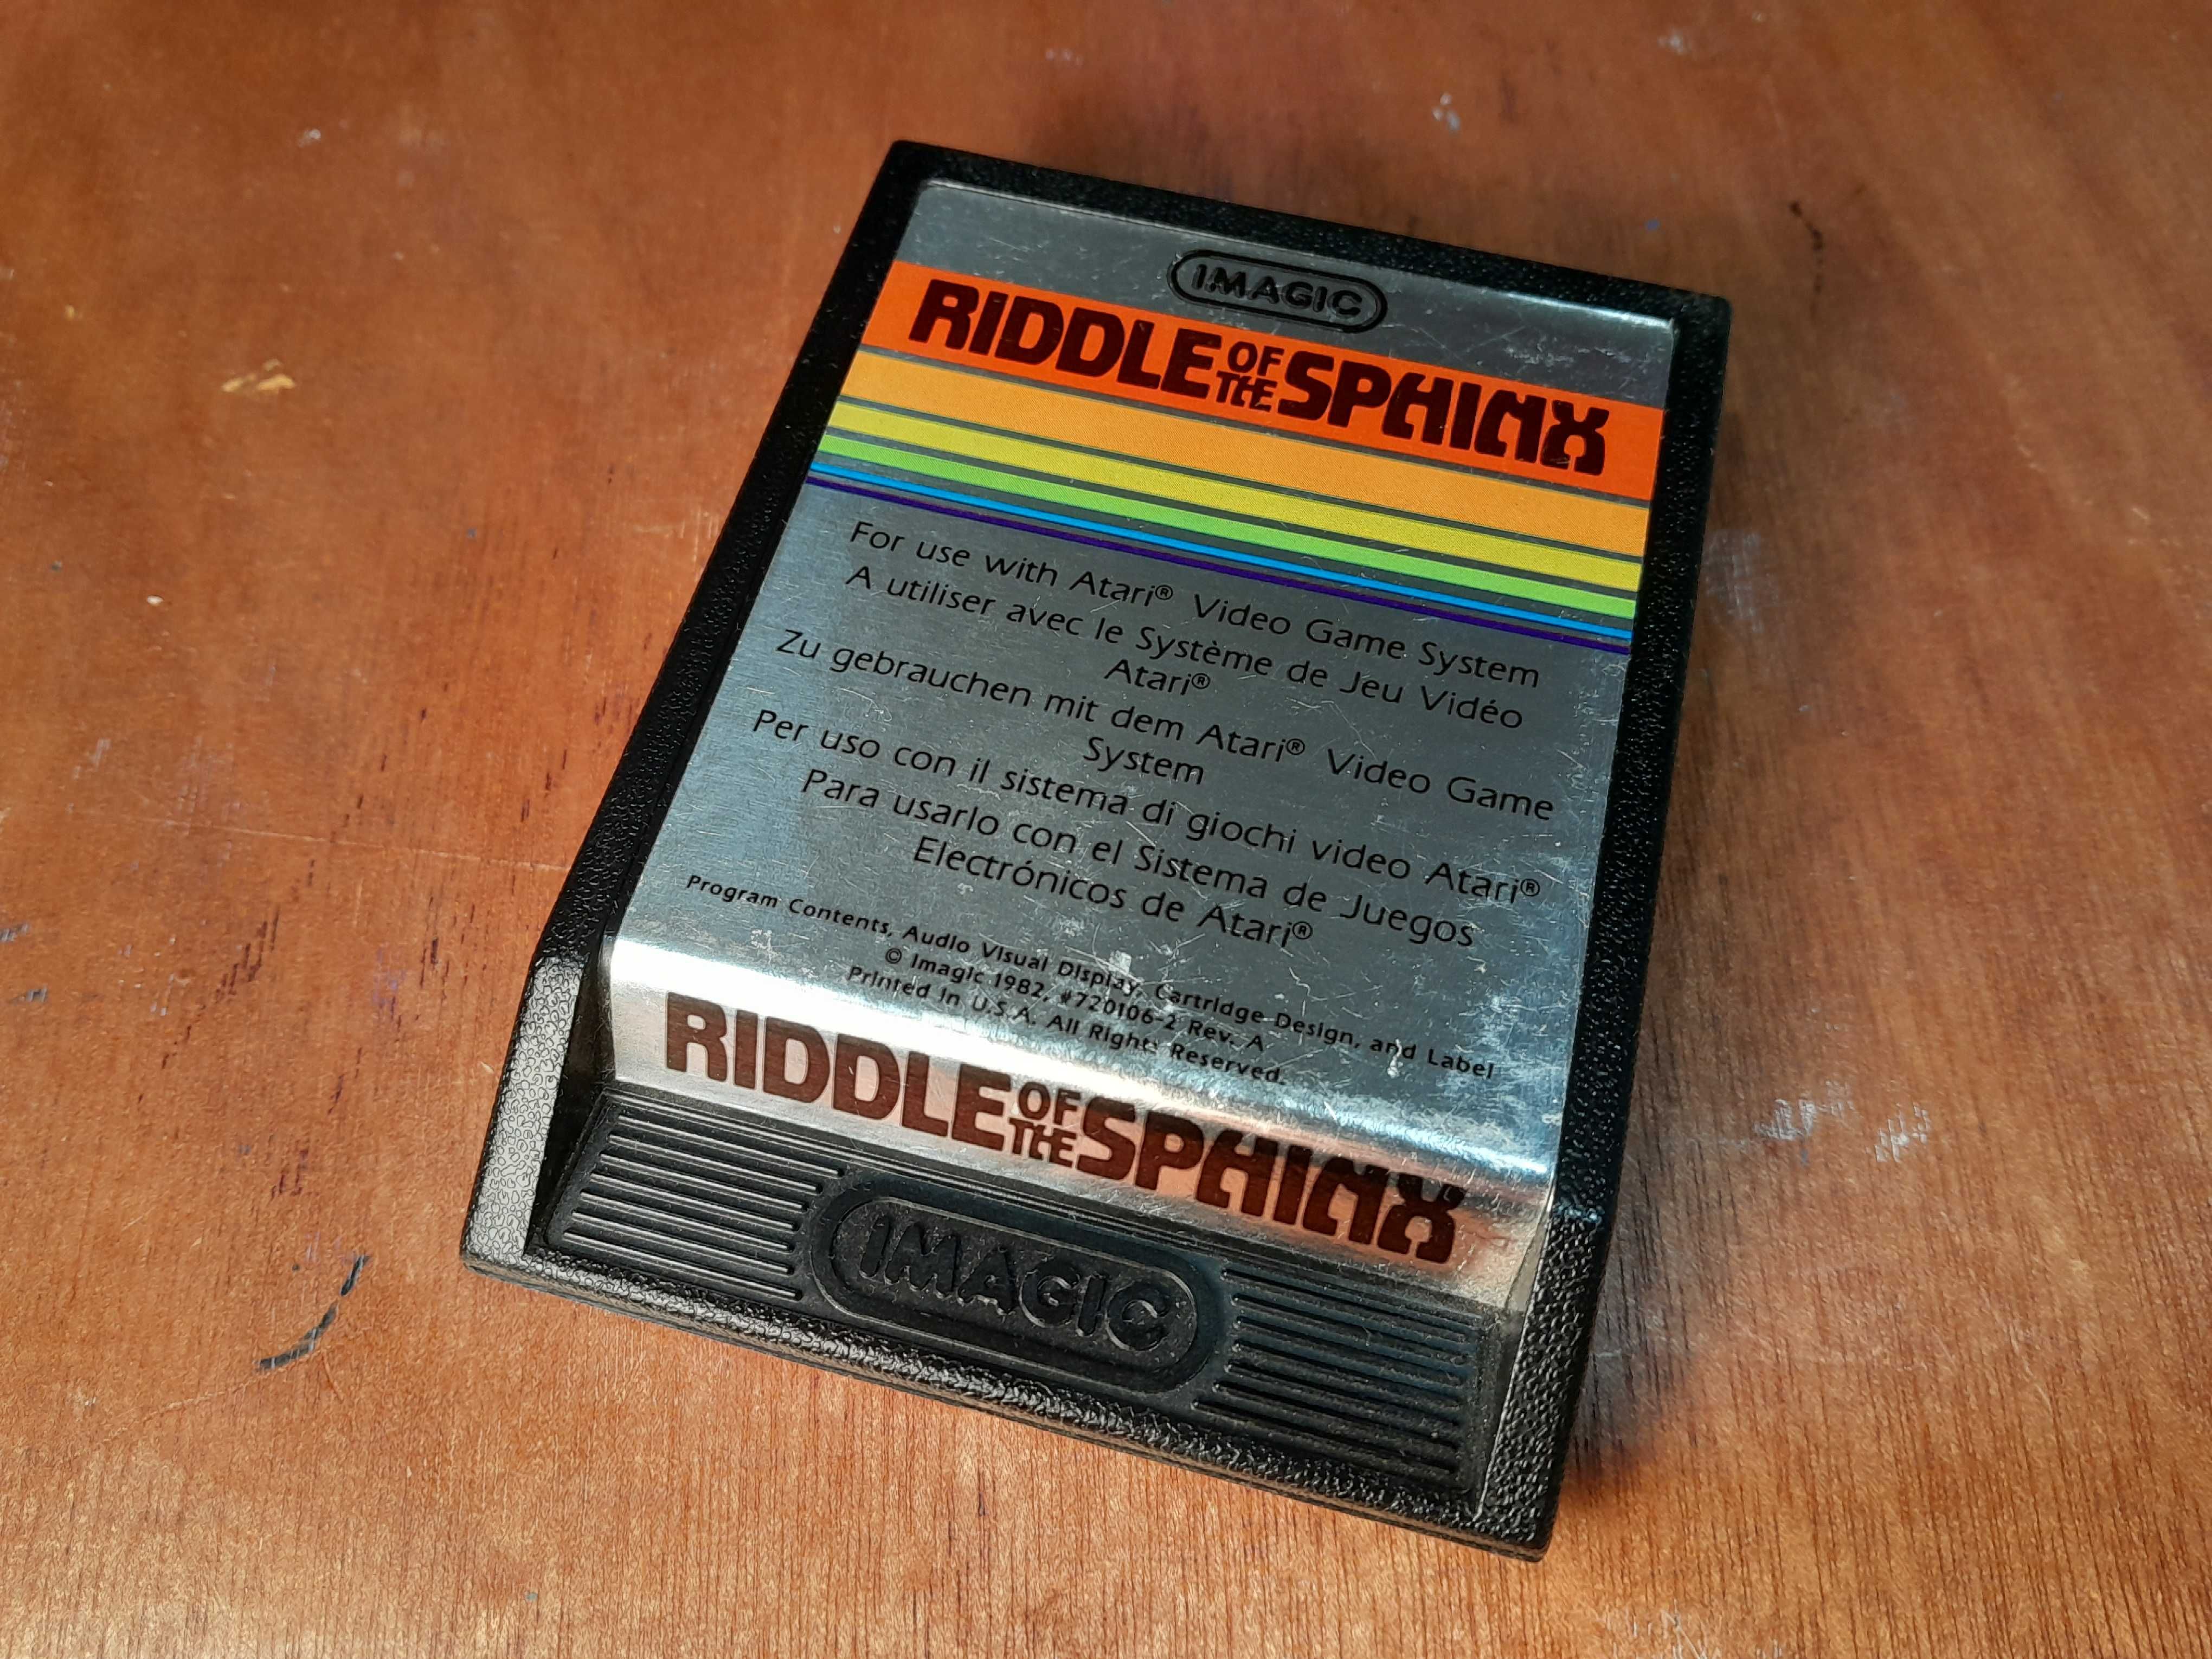 IMAGIC
RIDDLE OF THE SPHINX
For use with Atari® Video Game System
A utiliser avec le Système de Jeu Vidéo
Atari®
Zu gebrauchen mit dem Atari® Video Game
System
Per uso con il sistema di giochi video Atari®
Para usarlo con el Sistema de Juegos
Electrónicos de Atari®
Program Contents, Audio Visual Display, Cartridge Design, and Label
© Imagic 1982, #720106-2 Rev. A
Printed in U.S.A. All Rights Reserved.
RIDDLE OF THE SPHINX
IMAGIC